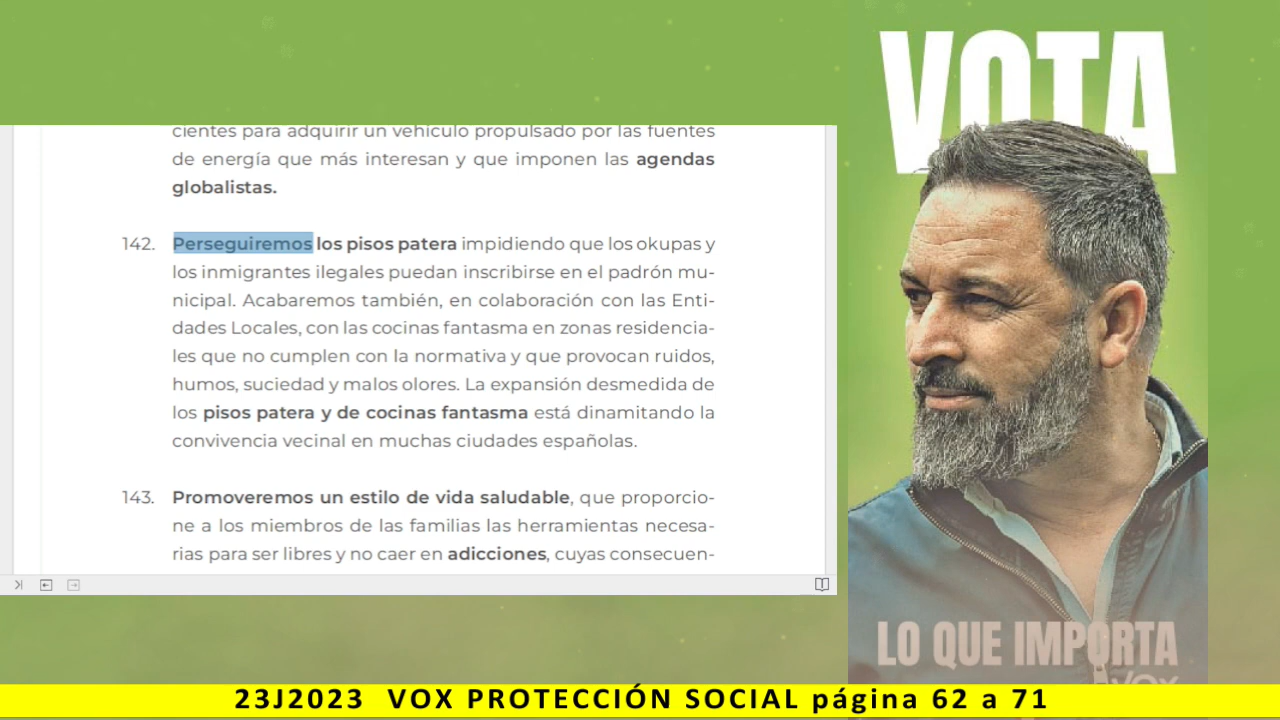 VOTA
cientes para adquirir un vehículo propulsado por las fuentes
de energía que más interesan y que imponen las agendas
globalistas.
142. Perseguiremos los pisos patera impidiendo que los okupas y
los inmigrantes ilegales puedan inscribirse en el padrón mu-
nicipal. Acabaremos también, en colaboración con las Enti-
dades Locales, con las cocinas fantasma en zonas residencia-
les que no cumplen con la normativa y que provocan ruidos,
humos, suciedad y malos olores. La expansión desmedida de
los pisos patera y de cocinas fantasma está dinamitando la
convivencia vecinal en muchas ciudades españolas.
143. Promoveremos un estilo de vida saludable, que proporcio-
ne a los miembros de las familias las herramientas necesa-
rias para ser libres y no caer en adicciones, cuyas consecuen-
LO QUE IMPORTA
VOX
23J2023 VOX PROTECCIÓN SOCIAL página 62 a 71